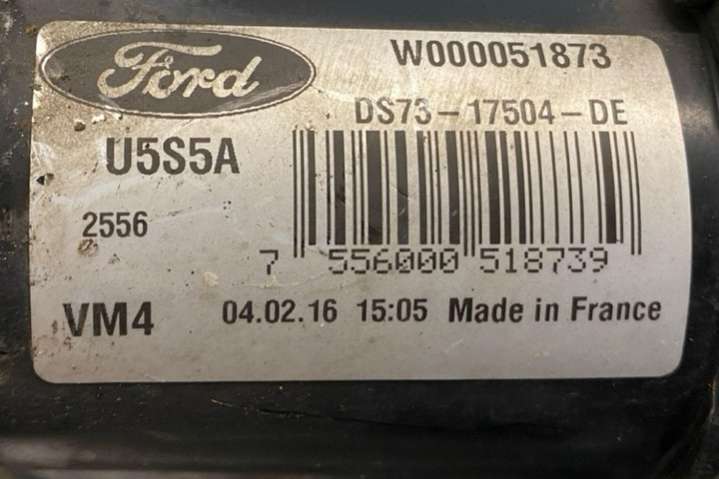 Ford
W000051873
DS73-17504-DE
U5S5A
2556
7 556000 518739
VM4
04.02.16 15:05 Made in France